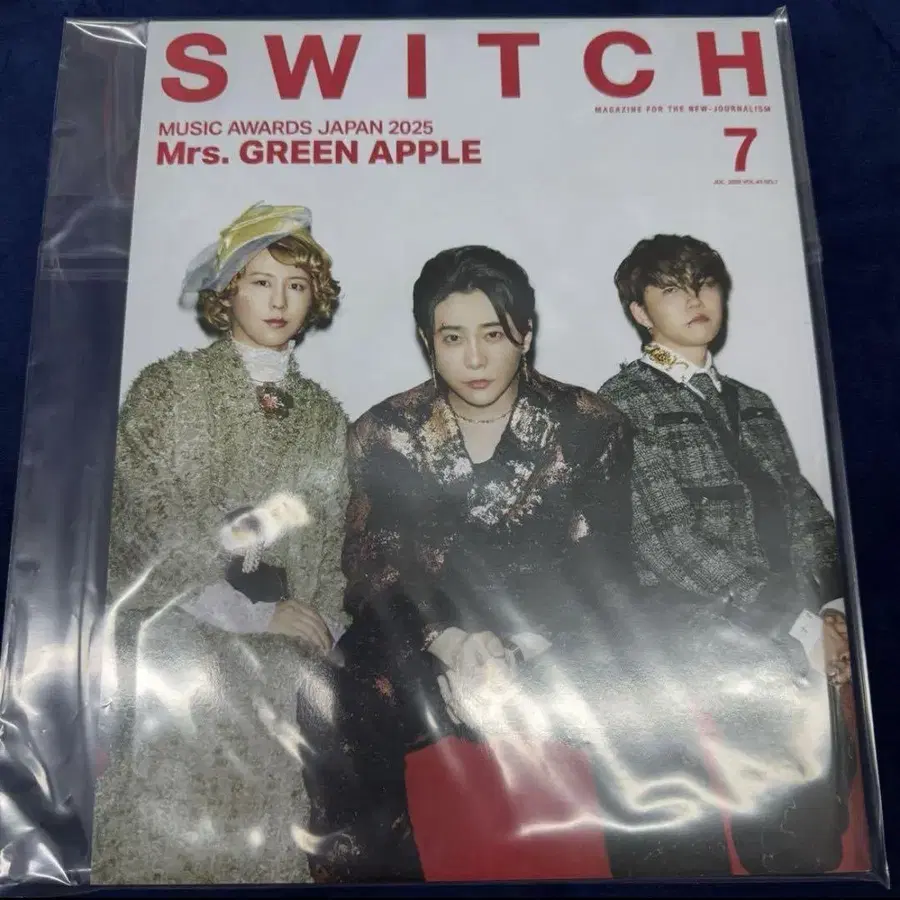 SWITCH
MAGAZINE FOR THE NEW-JOURNALISM
MUSIC AWARDS JAPAN 2025
Mrs. GREEN APPLE
7